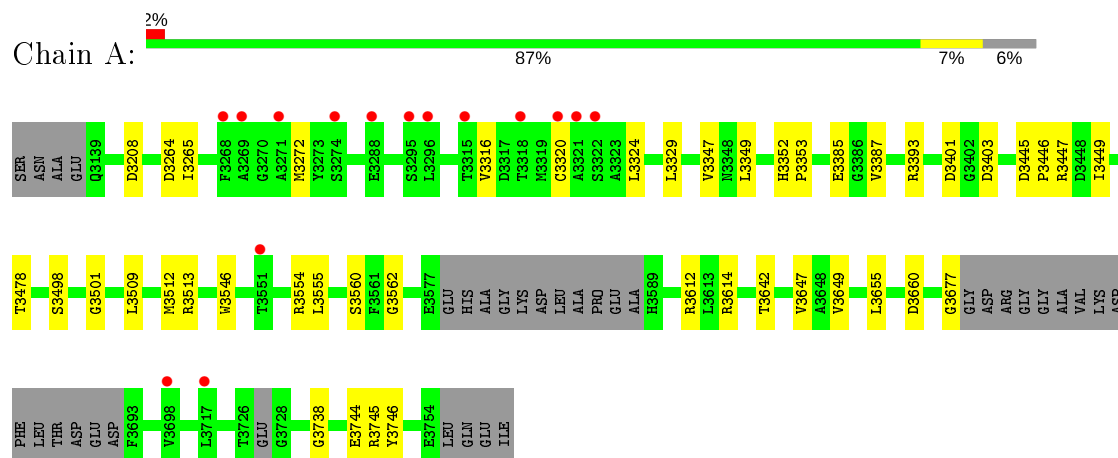 2%
Chain A:
87% 7% 6%
SER ASN ALA GLU Q3139 D3208 D3264 I3265 F3268 A3269 G3270 A3271 M3272 Y3273 S3274 E3288 S3295 L3296 T3315 V3316 D3317 T3318 M3319 C3320 A3321 S3322 A3323 L3324 L3329 V3347 N3348 L3349 H3352 P3353 E3385 G3386 V3387 R3393 D3401 G3402 D3403 D3445 P3446 R3447 D3448 I3449
T3478 S3498 G3501 L3509 M3512 R3513 W3546 T3551 R3554 L3555 S3560 F3561 G3562 E3577 GLU HIS ALA GLY LYS ASP LEU ALA PRO GLU ALA H3589 R3612 L3613 R3614 T3642 V3647 A3648 V3649 L3655 D3660 G3677 GLY ASP ARG GLY GLY ALA VAL LYS ASP
PHE LEU THR ASP GLU ASP F3693 V3698 L3717 T3726 GLU G3728 G3738 E3744 R3745 Y3746 E3754 LEU GLN GLU ILE